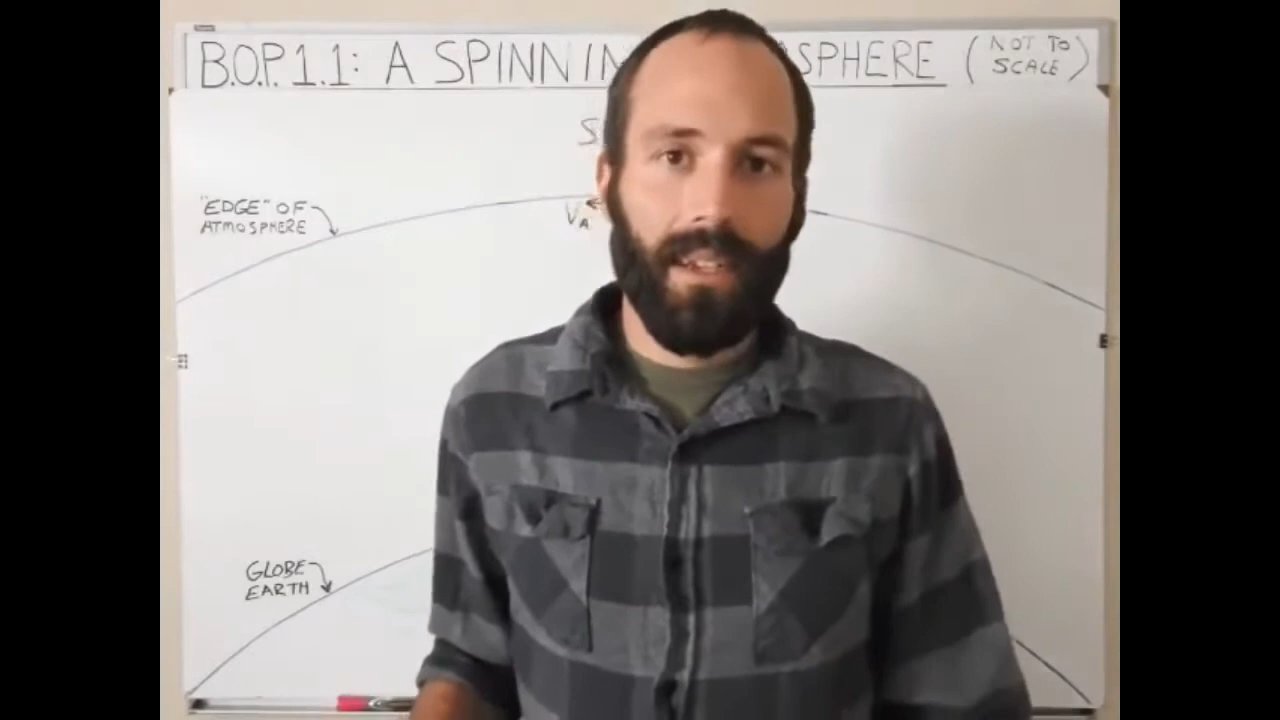 B.O.P. 1.1: A SPINNIN SPHERE (NOT TO SCALE)
S
"EDGE" OF
ATMOSPHERE
VA
GLOBE
EARTH